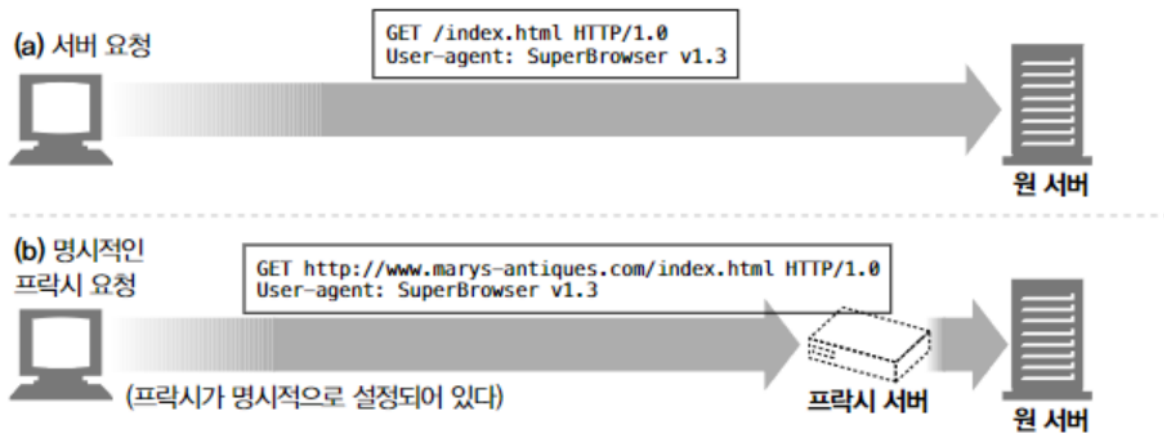 GET /index.html HTTP/1.0
(a) 서버 요청
User-agent: SuperBrowser v1.3
원 서버
(b) 명시적인
프락시 요청
GET http://www.marys-antiques.com/index.html HTTP/1.0
User-agent: SuperBrowser v1.3
(프락시가 명시적으로 설정되어 있다)
프락시 서버
원 서버